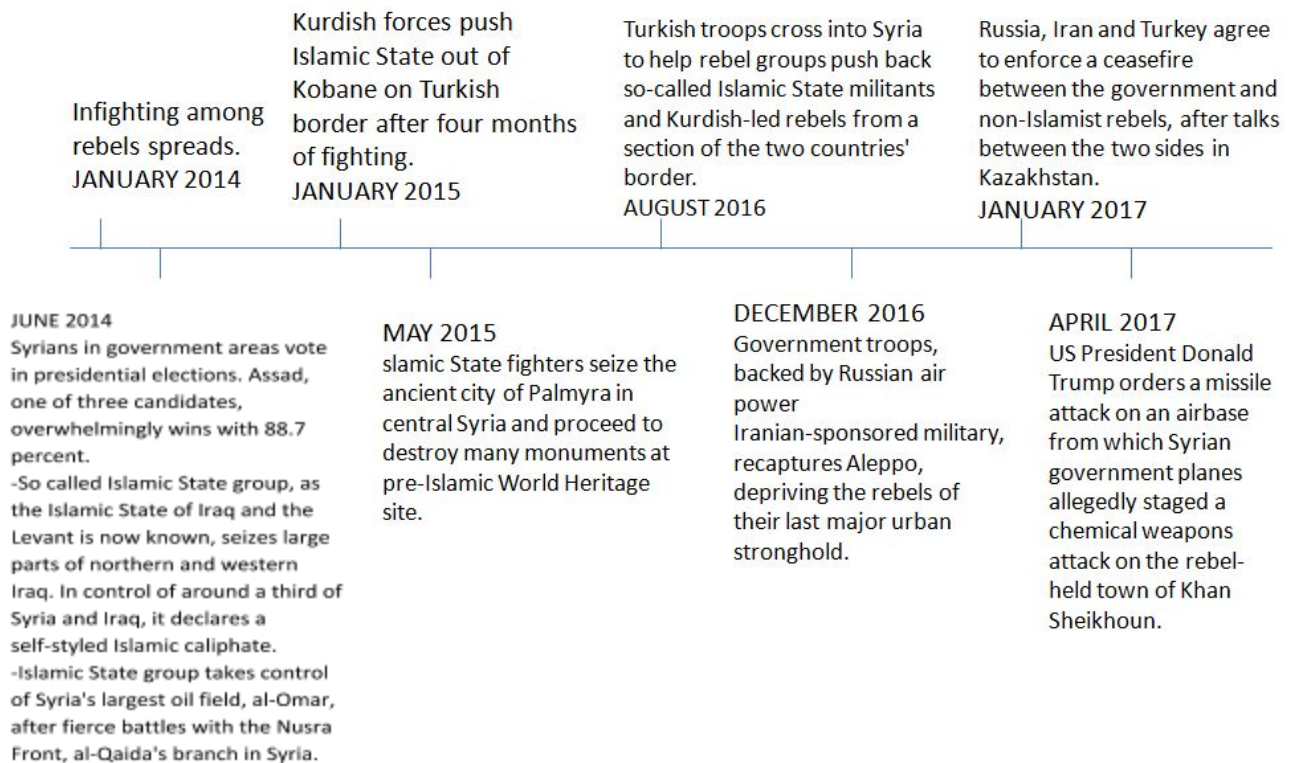 Infighting among
rebels spreads.
JANUARY 2014
Kurdish forces push
Islamic State out of
Kobane on Turkish
border after four months
of fighting.
JANUARY 2015
Turkish troops cross into Syria
to help rebel groups push back
so-called Islamic State militants
and Kurdish-led rebels from a
section of the two countries'
border.
AUGUST 2016
Russia, Iran and Turkey agree
to enforce a ceasefire
between the government and
non-Islamist rebels, after talks
between the two sides in
Kazakhstan.
JANUARY 2017
JUNE 2014
Syrians in government areas vote
in presidential elections. Assad,
one of three candidates,
overwhelmingly wins with 88.7
percent.
-So called Islamic State group, as
the Islamic State of Iraq and the
Levant is now known, seizes large
parts of northern and western
Iraq. In control of around a third of
Syria and Iraq, it declares a
self-styled Islamic caliphate.
-Islamic State group takes control
of Syria's largest oil field, al-Omar,
after fierce battles with the Nusra
Front, al-Qaida's branch in Syria.
MAY 2015
slamic State fighters seize the
ancient city of Palmyra in
central Syria and proceed to
destroy many monuments at
pre-Islamic World Heritage
site.
DECEMBER 2016
Government troops,
backed by Russian air
power
Iranian-sponsored military,
recaptures Aleppo,
depriving the rebels of
their last major urban
stronghold.
APRIL 2017
US President Donald
Trump orders a missile
attack on an airbase
from which Syrian
government planes
allegedly staged a
chemical weapons
attack on the rebel-
held town of Khan
Sheikhoun.